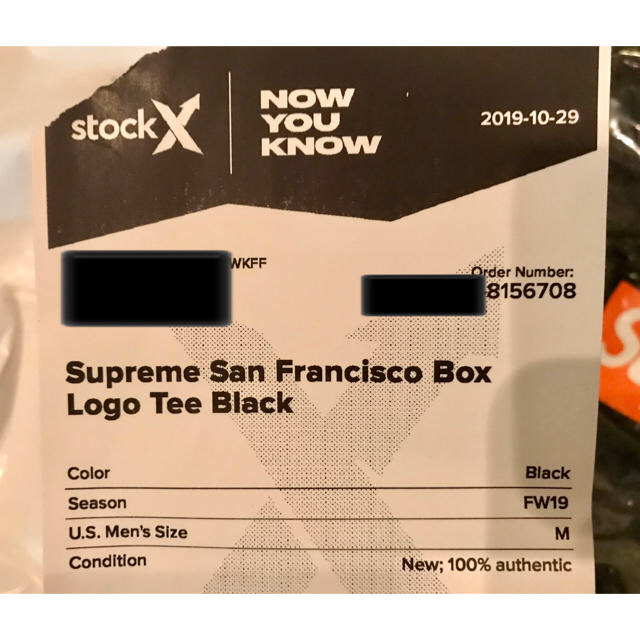 stockX
NOW
YOU
KNOW
2019-10-29
WKFF
Order Number:
8156708
Supreme San Francisco Box
Logo Tee Black
Color Black
Season FW19
U.S. Men's Size M
Condition New; 100% authentic